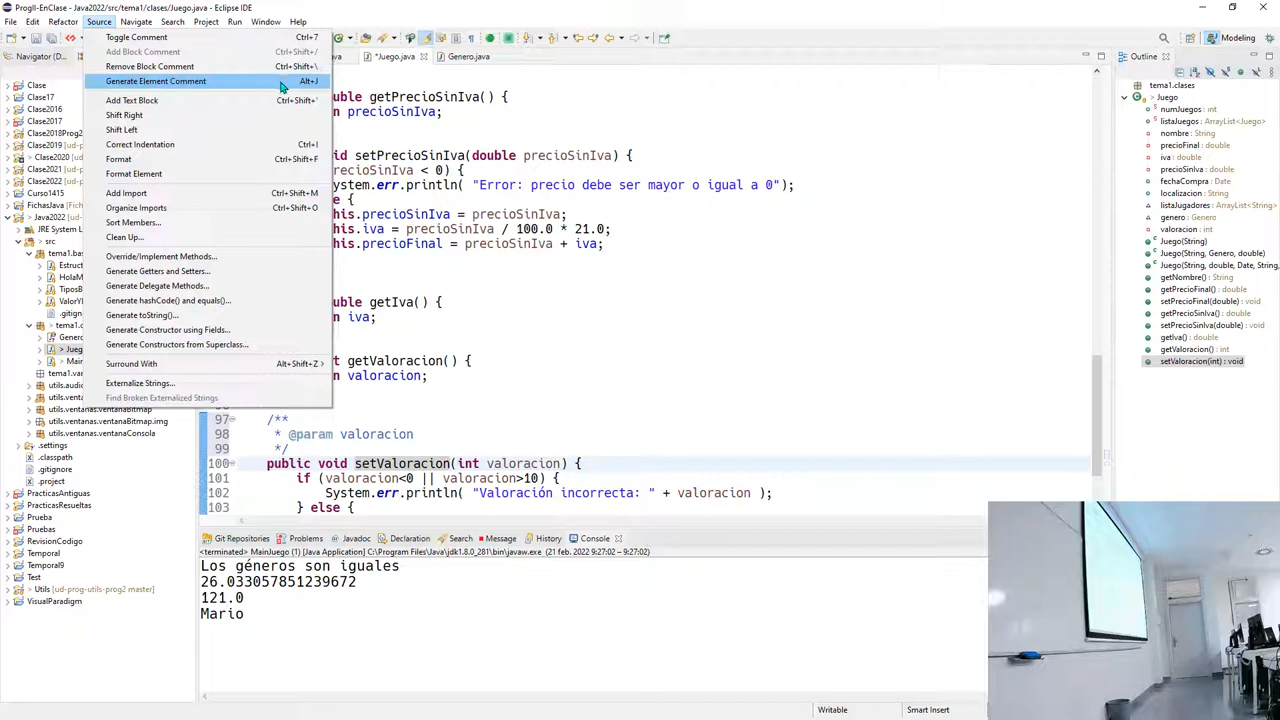 ProgII-EnClase - Java2022/src/tema1/clases/Juego.java - Eclipse IDE
File Edit Refactor Source Navigate Search Project Run Window Help
Modeling
Navigator (D...
*Juego.java
Genero.java
Outline
Toggle Comment Ctrl+7
Add Block Comment Ctrl+Shift+/
Remove Block Comment Ctrl+Shift+\
Generate Element Comment Alt+J
Add Text Block Ctrl+Shift+'
Shift Right
Shift Left
Correct Indentation Ctrl+I
Format Ctrl+Shift+F
Format Element
Add Import Ctrl+Shift+M
Organize Imports Ctrl+Shift+O
Sort Members...
Clean Up...
Override/Implement Methods...
Generate Getters and Setters...
Generate Delegate Methods...
Generate hashCode() and equals()...
Generate toString()...
Generate Constructor using Fields...
Generate Constructors from Superclass...
Surround With Alt+Shift+Z
Externalize Strings...
Find Broken Externalized Strings
Clase
Clase17
Clase2016
Clase2017
Clase2018Prog2
> Clase2020
Clase2021
Clase2022
Curso1415
FichasJava
Java2022
JRE System L
src
tema1.ba
Estruct
HolaM
TiposB
ValorY
.gitign
> tema1.c
Genero
> Jueg
> Main
tema1.var
utils.audio
utils.venta
utils.ventanas.ventanaBitmap
utils.ventanas.ventanaBitmap.img
utils.ventanas.ventanaConsola
.settings
.classpath
.gitignore
.project
PracticasAntiguas
PracticasResueltas
Prueba
Pruebas
RevisionCodigo
Temporal
Temporal9
Test
> Utils [ud-prog-utils-prog2 master]
VisualParadigm
uble getPrecioSinIva() {
n precioSinIva;
id setPrecioSinIva(double precioSinIva) {
recioSinIva < 0) {
ystem.err.println( "Error: precio debe ser mayor o igual a 0");
se {
his.precioSinIva = precioSinIva;
his.iva = precioSinIva / 100.0 * 21.0;
his.precioFinal = precioSinIva + iva;
uble getIva() {
n iva;
t getValoracion() {
n valoracion;
97 /**
98 * @param valoracion
99 */
100 public void setValoracion(int valoracion) {
101 if (valoracion<0 || valoracion>10) {
102 System.err.println( "Valoración incorrecta: " + valoracion );
103 } else {
tema1.clases
Juego
numJuegos : int
listaJuegos : ArrayList<Juego>
nombre : String
precioFinal : double
iva : double
precioSinIva : double
fechaCompra : Date
localizacion : String
listaJugadores : ArrayList<String>
genero : Genero
valoracion : int
Juego(String)
Juego(String, Genero, double)
Juego(String, double, Date, String,
getNombre() : String
getPrecioFinal() : double
setPrecioFinal(double) : void
getPrecioSinIva() : double
setPrecioSinIva(double) : void
getIva() : double
getValoracion() : int
setValoracion(int) : void
Git Repositories Problems Javadoc Declaration Search Message History Console
<terminated> MainJuego (1) [Java Application] C:\Program Files\Java\jdk1.8.0_281\bin\javaw.exe (21 feb. 2022 9:27:02 – 9:27:02)
Los géneros son iguales
26.033057851239672
121.0
Mario
Writable
Smart Insert